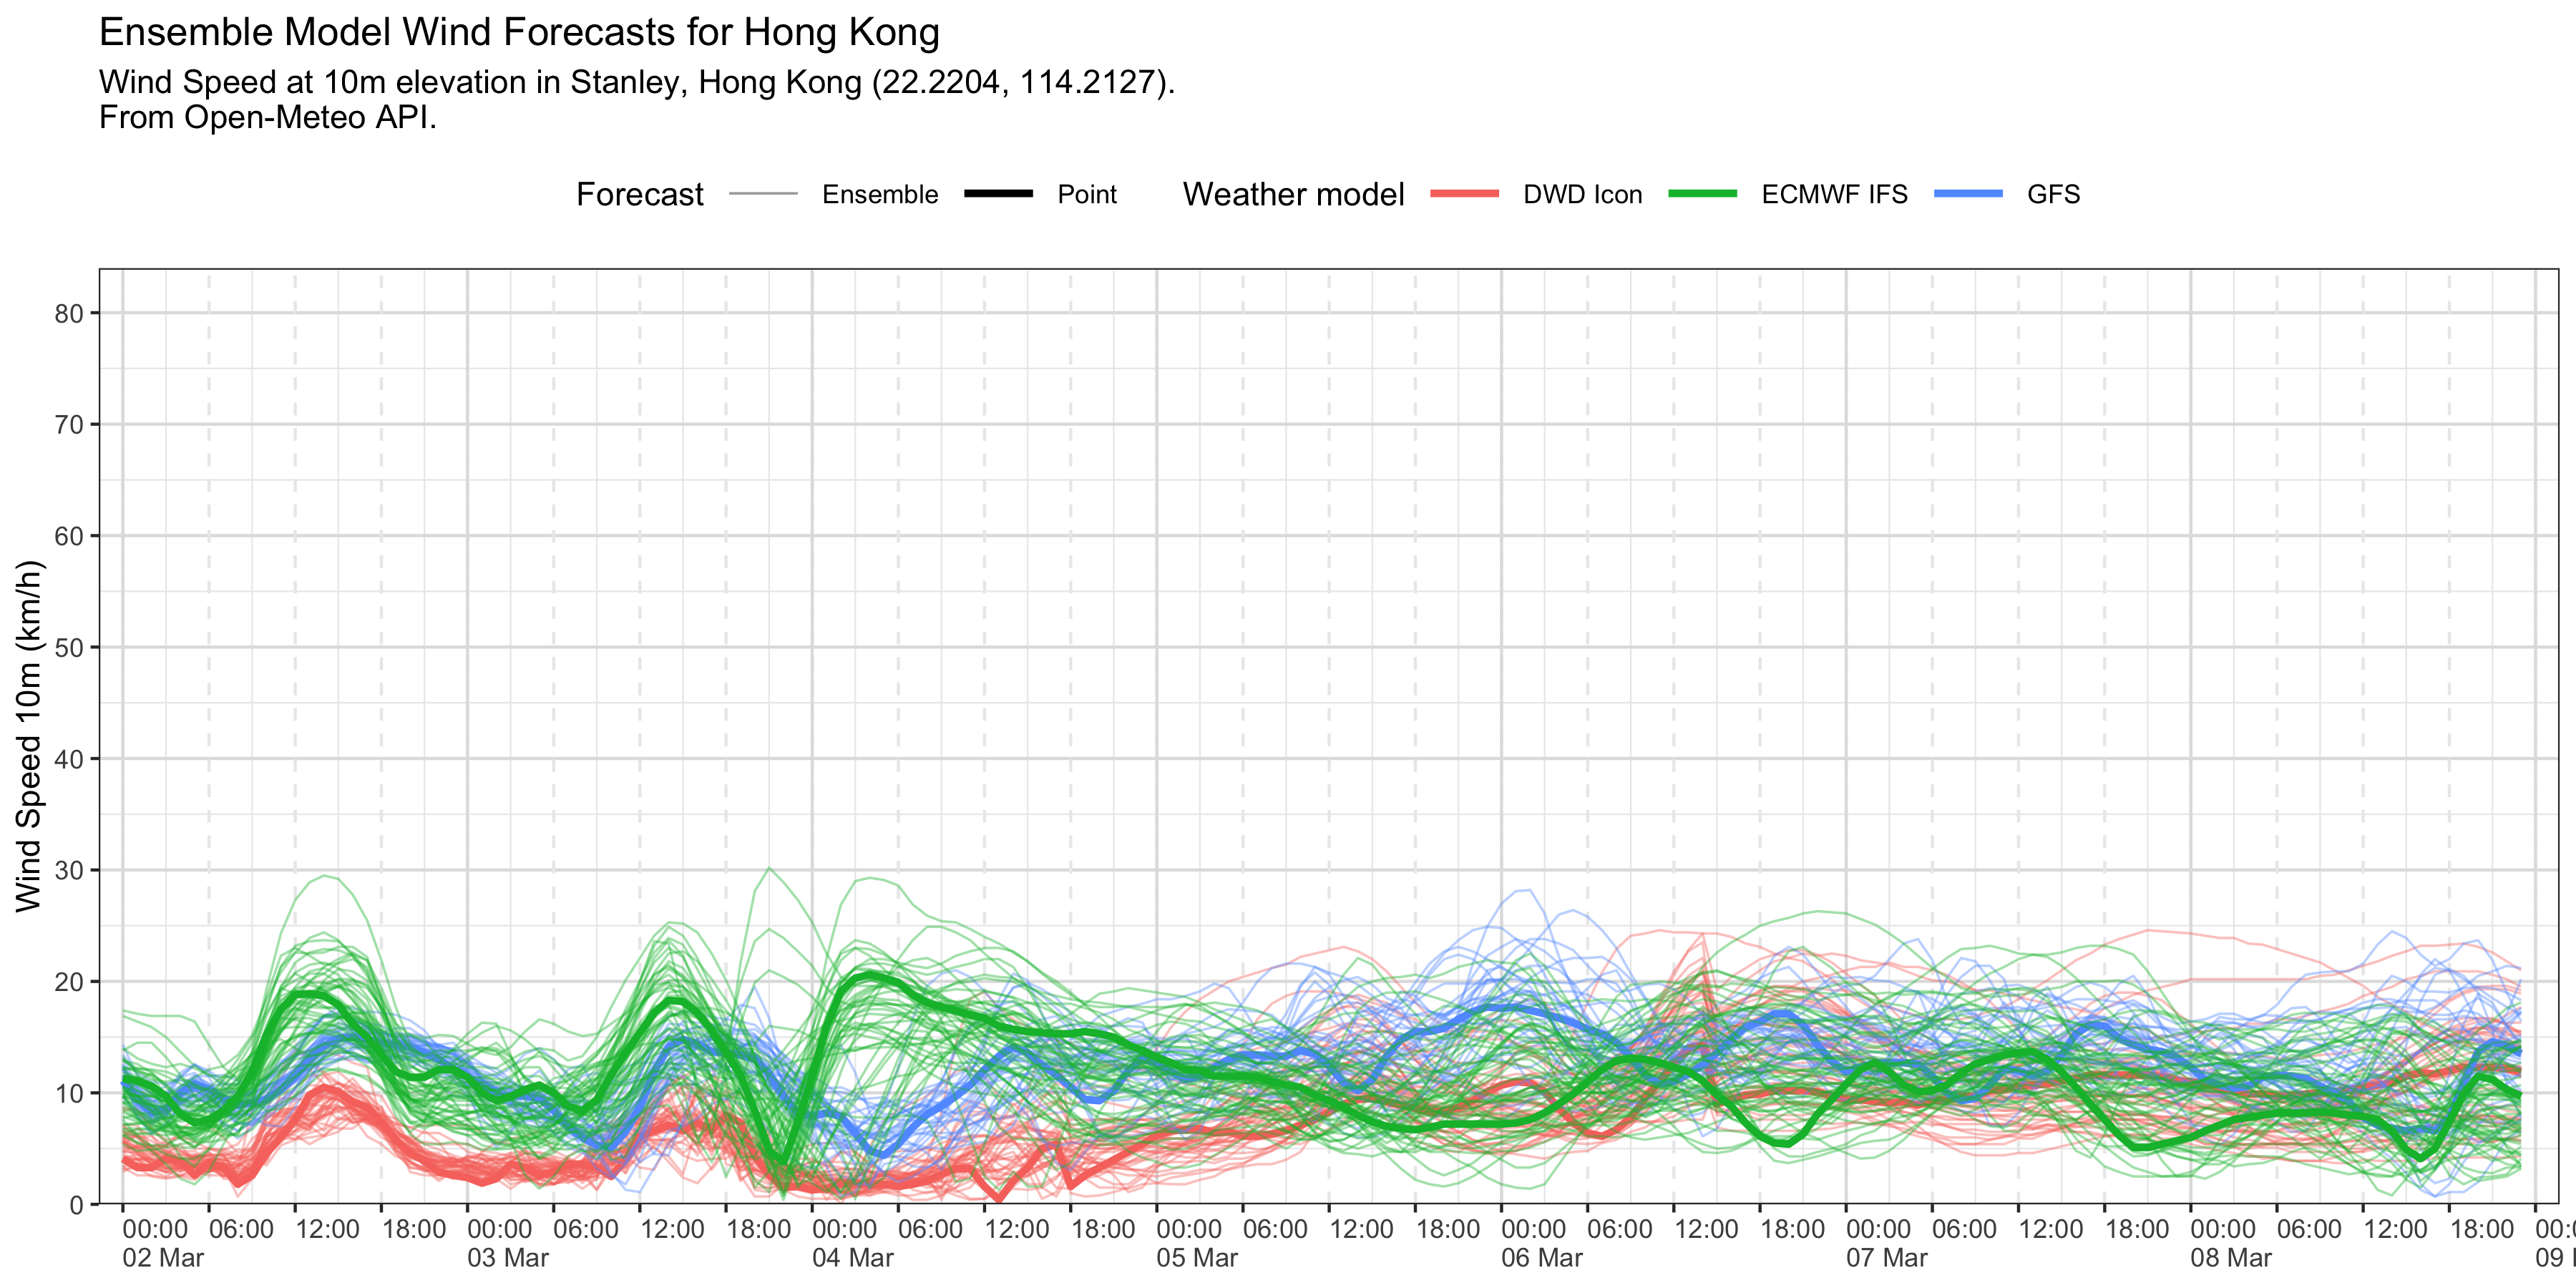 Ensemble Model Wind Forecasts for Hong Kong
Wind Speed at 10m elevation in Stanley, Hong Kong (22.2204, 114.2127).
From Open-Meteo API.
Forecast Ensemble Point Weather model DWD Icon ECMWF IFS GFS
Wind Speed 10m (km/h)
80
70
60
50
40
30
20
10
0
00:00 06:00 12:00 18:00 00:00 06:00 12:00 18:00 00:00 06:00 12:00 18:00 00:00 06:00 12:00 18:00 00:00 06:00 12:00 18:00 00:00 06:00 12:00 18:00 00:00 06:00 12:00 18:00
02 Mar 03 Mar 04 Mar 05 Mar 06 Mar 07 Mar 08 Mar 09